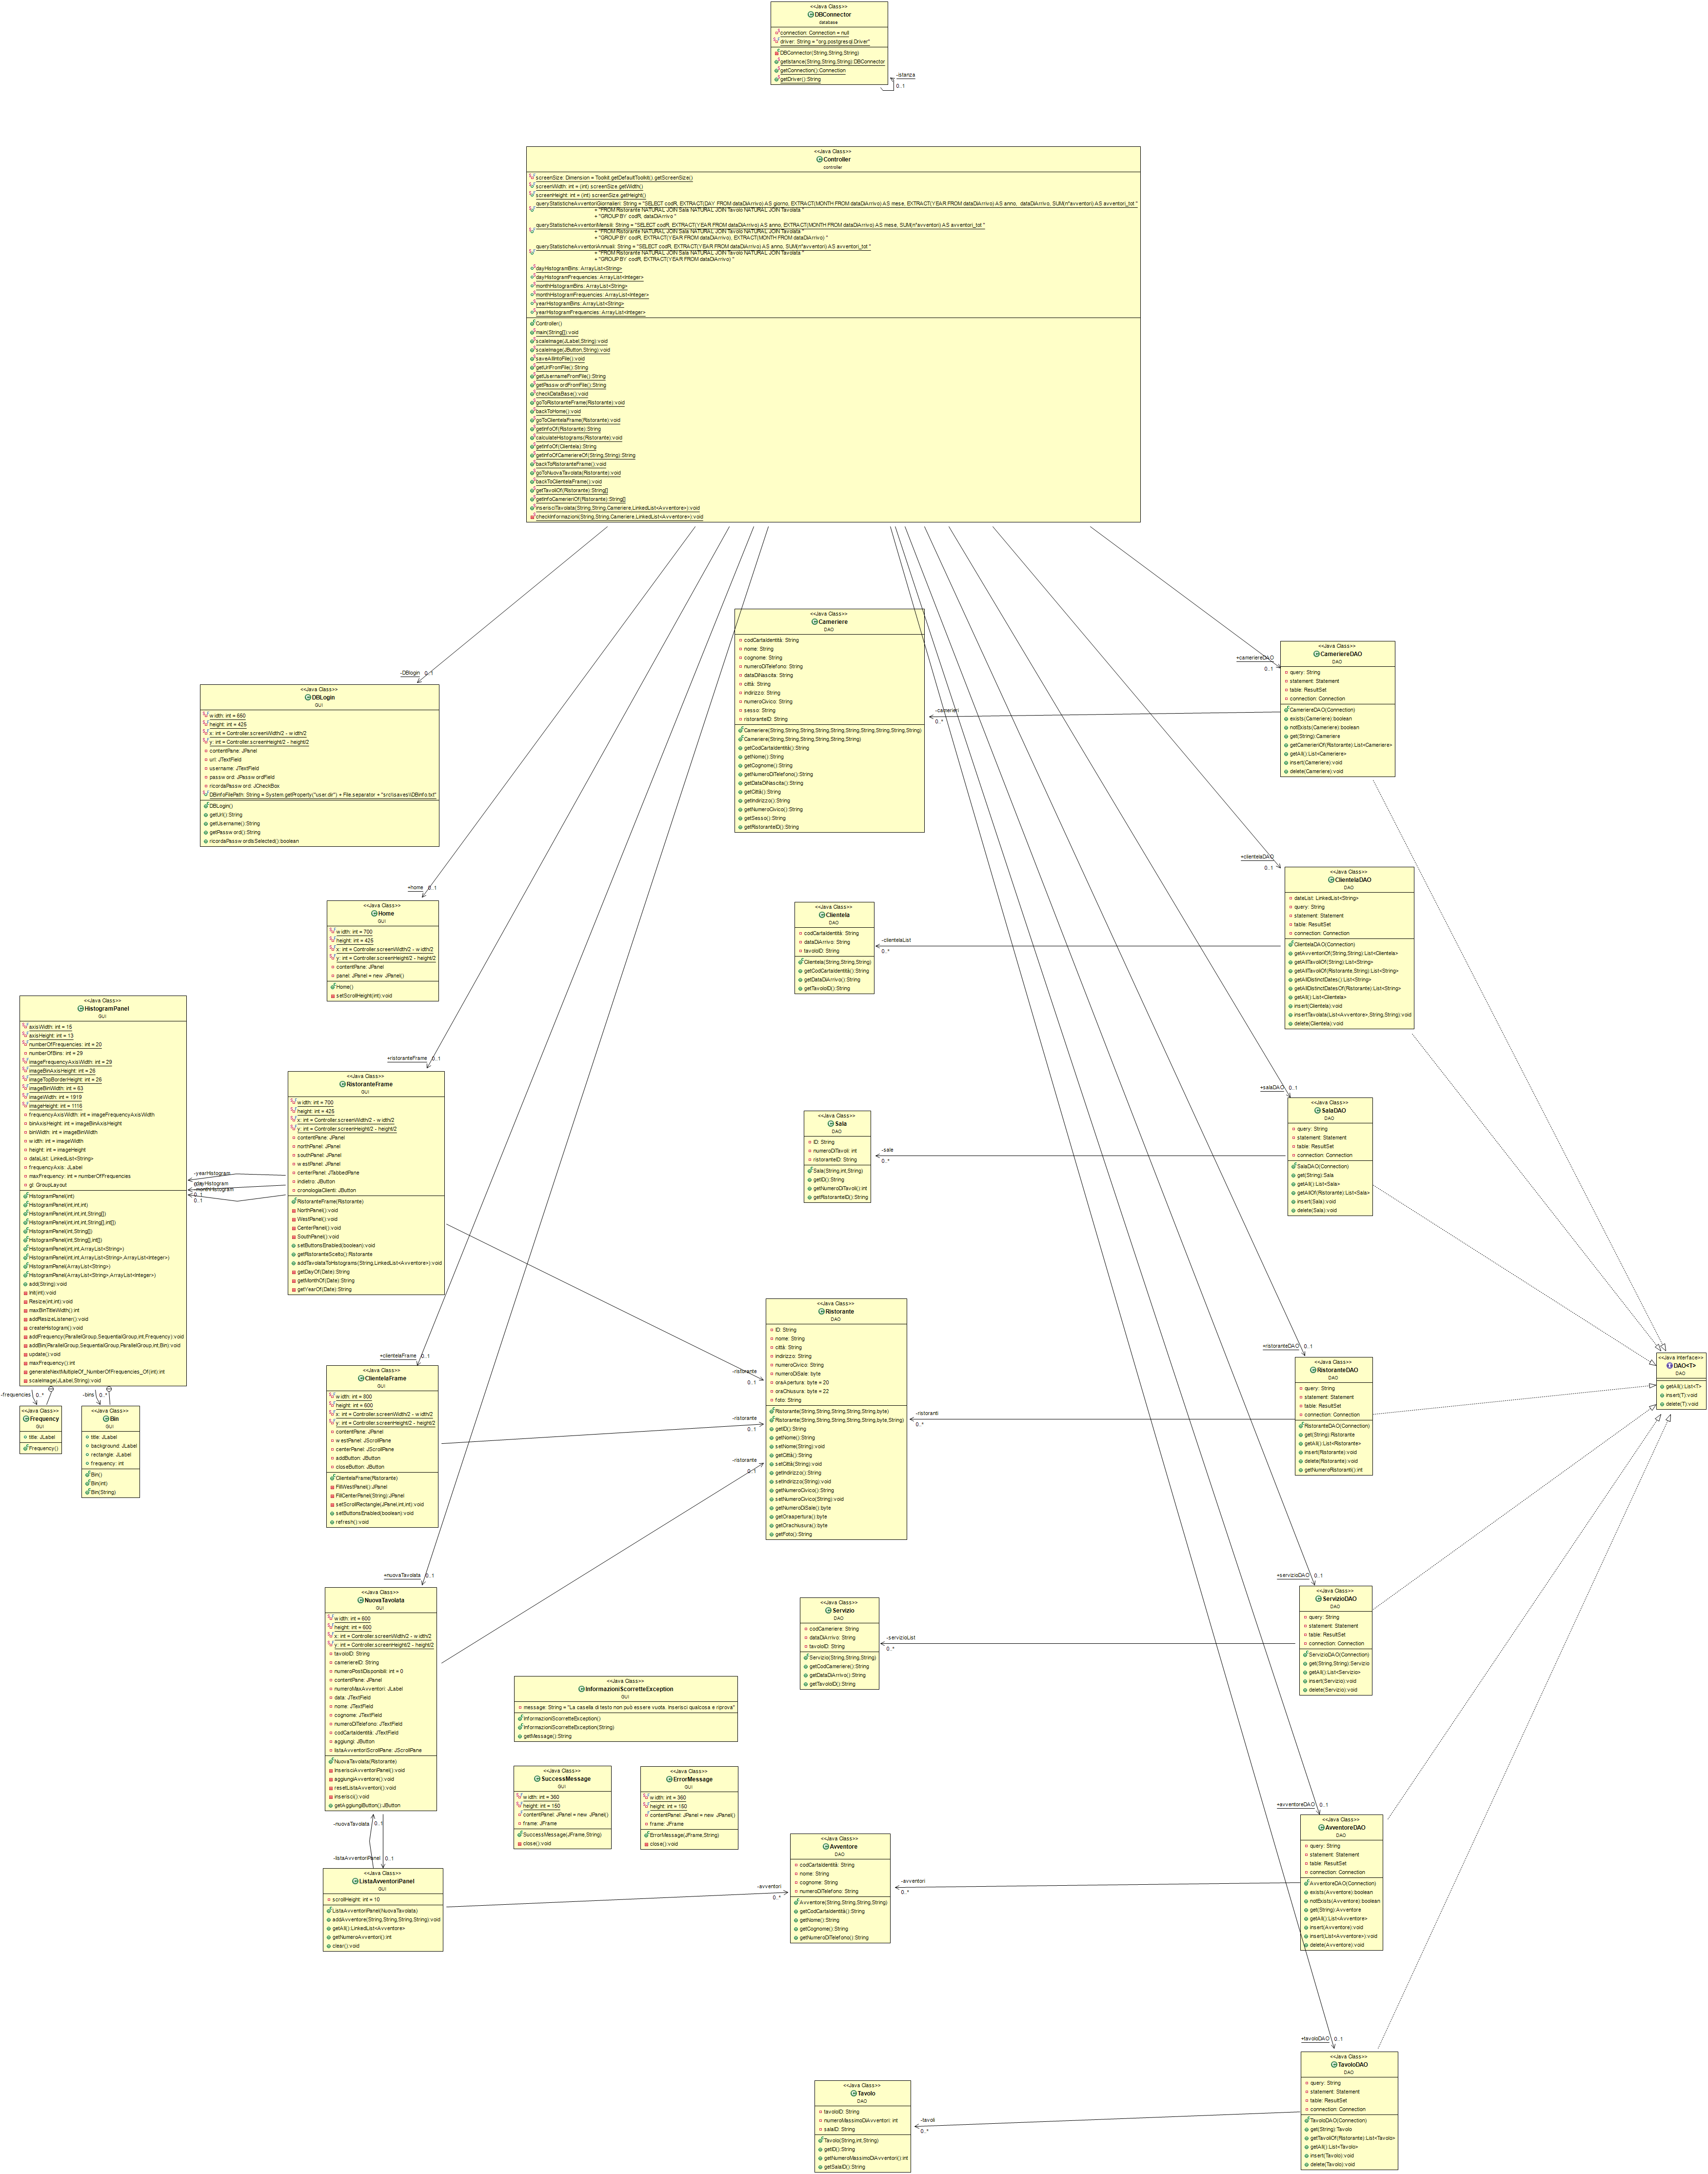 <<Java Class>>
DBConnector
database
connection: Connection = null
driver: String = "org.postgresql.Driver"
DBConnector(String,String,String)
getIstance(String,String,String):DBConnector
getConnection():Connection
getDriver():String
-istanza
0..1
<<Java Class>>
Controller
controller
screenSize: Dimension = Toolkit.getDefaultToolkit().getScreenSize()
screenWidth: int = (int) screenSize.getWidth()
screenHeight: int = (int) screenSize.getHeight()
queryStatisticheAvventoriGiornalieri: String = "SELECT codR, EXTRACT(DAY FROM dataDiArrivo) AS giorno, EXTRACT(MONTH FROM dataDiArrivo) AS mese, EXTRACT(YEAR FROM dataDiArrivo) AS anno, dataDiArrivo, SUM(n°avventori) AS avventori_tot "
+ "FROM Ristorante NATURAL JOIN Sala NATURAL JOIN Tavolo NATURAL JOIN Tavolata "
+ "GROUP BY codR, dataDiArrivo "
queryStatisticheAvventoriMensili: String = "SELECT codR, EXTRACT(YEAR FROM dataDiArrivo) AS anno, EXTRACT(MONTH FROM dataDiArrivo) AS mese, SUM(n°avventori) AS avventori_tot "
+ "FROM Ristorante NATURAL JOIN Sala NATURAL JOIN Tavolo NATURAL JOIN Tavolata "
+ "GROUP BY codR, EXTRACT(YEAR FROM dataDiArrivo), EXTRACT(MONTH FROM dataDiArrivo) "
queryStatisticheAvventoriAnnuali: String = "SELECT codR, EXTRACT(YEAR FROM dataDiArrivo) AS anno, SUM(n°avventori) AS avventori_tot "
+ "FROM Ristorante NATURAL JOIN Sala NATURAL JOIN Tavolo NATURAL JOIN Tavolata "
+ "GROUP BY codR, EXTRACT(YEAR FROM dataDiArrivo) "
dayHistogramBins: ArrayList<String>
dayHistogramFrequencies: ArrayList<Integer>
monthHistogramBins: ArrayList<String>
monthHistogramFrequencies: ArrayList<Integer>
yearHistogramBins: ArrayList<String>
yearHistogramFrequencies: ArrayList<Integer>
Controller()
main(String[]):void
scaleImage(JLabel,String):void
scaleImage(JButton,String):void
saveAllIntoFile():void
getUrlFromFile():String
getUsernameFromFile():String
getPasswordFromFile():String
checkDataBase():void
goToRistoranteFrame(Ristorante):void
backToHome():void
goToClientelaFrame(Ristorante):void
getInfoOf(Ristorante):String
calculateHistograms(Ristorante):void
getInfoOf(Clientela):String
getInfoOfCameriereOf(String,String):String
backToRistoranteFrame():void
goToNuovaTavolata(Ristorante):void
backToClientelaFrame():void
getTavoliOf(Ristorante):String[]
getInfoCamerieriOf(Ristorante):String[]
inserisciTavolata(String,String,Cameriere,LinkedList<Avventore>):void
checkInformazioni(String,String,Cameriere,LinkedList<Avventore>):void
<<Java Class>>
Cameriere
DAO
codCartaIdentità: String
nome: String
cognome: String
numeroDiTelefono: String
dataDiNascita: String
città: String
indirizzo: String
numeroCivico: String
sesso: String
ristoranteID: String
Cameriere(String,String,String,String,String,String,String,String,String,String)
Cameriere(String,String,String,String,String,String)
getCodCartaIdentità():String
getNome():String
getCognome():String
getNumeroDiTelefono():String
getDataDiNascita():String
getCittà():String
getIndirizzo():String
getNumeroCivico():String
getSesso():String
getRistoranteID():String
+cameriereDAO
0..1
<<Java Class>>
CameriereDAO
DAO
query: String
statement: Statement
table: ResultSet
connection: Connection
CameriereDAO(Connection)
exists(Cameriere):boolean
notExists(Cameriere):boolean
get(String):Cameriere
getCamerieriOf(Ristorante):List<Cameriere>
getAll():List<Cameriere>
insert(Cameriere):void
delete(Cameriere):void
-camerieri
0..*
-DBlogin
0..1
<<Java Class>>
DBLogin
GUI
width: int = 650
height: int = 425
x: int = Controller.screenWidth/2 - width/2
y: int = Controller.screenHeight/2 - height/2
contentPane: JPanel
url: JTextField
username: JTextField
password: JPasswordField
ricordaPassword: JCheckBox
DBinfoFilePath: String = System.getProperty("user.dir") + File.separator + "src\\saves\\DBinfo.txt"
DBLogin()
getUrl():String
getUsername():String
getPassword():String
ricordaPasswordIsSelected():boolean
+home
0..1
<<Java Class>>
Home
GUI
width: int = 700
height: int = 425
x: int = Controller.screenWidth/2 - width/2
y: int = Controller.screenHeight/2 - height/2
contentPane: JPanel
panel: JPanel = new JPanel()
Home()
setScrollHeight(int):void
<<Java Class>>
Clientela
DAO
codCartaIdentità: String
dataDiArrivo: String
tavoloID: String
Clientela(String,String,String)
getCodCartaIdentità():String
getDataDiArrivo():String
getTavoloID():String
-clientelaList
0..*
+clientelaDAO
0..1
<<Java Class>>
ClientelaDAO
DAO
dateList: LinkedList<String>
query: String
statement: Statement
table: ResultSet
connection: Connection
ClientelaDAO(Connection)
getAvventoriOf(String,String):List<Clientela>
getAllTavoliOf(String):List<String>
getAllTavoliOf(Ristorante,String):List<String>
getAllDistinctDates():List<String>
getAllDistinctDatesOf(Ristorante):List<String>
getAll():List<Clientela>
insert(Clientela):void
insertTavolata(List<Avventore>,String,String):void
delete(Clientela):void
<<Java Class>>
HistogramPanel
GUI
axisWidth: int = 15
axisHeight: int = 13
numberOfFrequencies: int = 20
numberOfBins: int = 29
imageFrequencyAxisWidth: int = 29
imageBinAxisHeight: int = 26
imageTopBorderHeight: int = 26
imageBinWidth: int = 63
imageWidth: int = 1919
imageHeight: int = 1116
frequencyAxisWidth: int = imageFrequencyAxisWidth
binAxisHeight: int = imageBinAxisHeight
binWidth: int = imageBinWidth
width: int = imageWidth
height: int = imageHeight
dataList: LinkedList<String>
frequencyAxis: JLabel
maxFrequency: int = numberOfFrequencies
gl: GroupLayout
HistogramPanel(int)
HistogramPanel(int,int,int)
HistogramPanel(int,int,int,String[])
HistogramPanel(int,int,int,String[],int[])
HistogramPanel(int,String[])
HistogramPanel(int,String[],int[])
HistogramPanel(int,int,ArrayList<String>)
HistogramPanel(int,int,ArrayList<String>,ArrayList<Integer>)
HistogramPanel(ArrayList<String>)
HistogramPanel(ArrayList<String>,ArrayList<Integer>)
add(String):void
Init(int):void
Resize(int,int):void
maxBinTitleWidth():int
addResizeListener():void
createHistogram():void
addFrequency(ParallelGroup,SequentialGroup,int,Frequency):void
addBin(ParallelGroup,SequentialGroup,ParallelGroup,int,Bin):void
update():void
maxFrequency():int
generateNextMultipleOf_NumberOfFrequencies_Of(int):int
scaleImage(JLabel,String):void
-frequencies
0..*
-bins
0..*
<<Java Class>>
Frequency
GUI
title: JLabel
Frequency()
<<Java Class>>
Bin
GUI
title: JLabel
background: JLabel
rectangle: JLabel
frequency: int
Bin()
Bin(int)
Bin(String)
-yearHistogram
-monthHistogram
0..1
0..1
+ristoranteFrame
0..1
<<Java Class>>
RistoranteFrame
GUI
width: int = 700
height: int = 425
x: int = Controller.screenWidth/2 - width/2
y: int = Controller.screenHeight/2 - height/2
contentPane: JPanel
northPanel: JPanel
southPanel: JPanel
westPanel: JPanel
centerPanel: JTabbedPane
indietro: JButton
cronologiaClienti: JButton
RistoranteFrame(Ristorante)
NorthPanel():void
WestPanel():void
CenterPanel():void
SouthPanel():void
setButtonsEnabled(boolean):void
getRistoranteScelto():Ristorante
addTavolataToHistograms(String,LinkedList<Avventore>):void
getDayOf(Date):String
getMonthOf(Date):String
getYearOf(Date):String
<<Java Class>>
Sala
DAO
ID: String
numeroDiTavoli: int
ristoranteID: String
Sala(String,int,String)
getID():String
getNumeroDiTavoli():int
getRistoranteID():String
-sale
0..*
+salaDAO
0..1
<<Java Class>>
SalaDAO
DAO
query: String
statement: Statement
table: ResultSet
connection: Connection
SalaDAO(Connection)
get(String):Sala
getAll():List<Sala>
getAllOf(Ristorante):List<Sala>
insert(Sala):void
delete(Sala):void
<<Java Class>>
Ristorante
DAO
ID: String
nome: String
città: String
indirizzo: String
numeroCivico: String
numeroDiSale: byte
oraApertura: byte = 20
oraChiusura: byte = 22
foto: String
Ristorante(String,String,String,String,String,byte)
Ristorante(String,String,String,String,String,byte,String)
getID():String
getNome():String
setNome(String):void
getCittà():String
setCittà(String):void
getIndirizzo():String
setIndirizzo(String):void
getNumeroCivico():String
setNumeroCivico(String):void
getNumeroDiSale():byte
getOraapertura():byte
getOrachiusura():byte
getFoto():String
-ristorante
0..1
-ristorante
0..1
-ristorante
0..1
-ristoranti
0..*
+ristoranteDAO
0..1
<<Java Class>>
RistoranteDAO
DAO
query: String
statement: Statement
table: ResultSet
connection: Connection
RistoranteDAO(Connection)
get(String):Ristorante
getAll():List<Ristorante>
insert(Ristorante):void
delete(Ristorante):void
getNumeroRistoranti():int
<<Java Interface>>
DAO<T>
DAO
getAll():List<T>
insert(T):void
delete(T):void
+clientelaFrame
0..1
<<Java Class>>
ClientelaFrame
GUI
width: int = 800
height: int = 600
x: int = Controller.screenWidth/2 - width/2
y: int = Controller.screenHeight/2 - height/2
contentPane: JPanel
westPanel: JScrollPane
centerPanel: JScrollPane
addButton: JButton
closeButton: JButton
ClientelaFrame(Ristorante)
FillWestPanel():JPanel
FillCenterPanel(String):JPanel
setScrollRectangle(JPanel,int,int):void
setButtonsEnabled(boolean):void
refresh():void
+nuovaTavolata
0..1
<<Java Class>>
NuovaTavolata
GUI
width: int = 800
height: int = 600
x: int = Controller.screenWidth/2 - width/2
y: int = Controller.screenHeight/2 - height/2
tavoloID: String
cameriereID: String
numeroPostiDisponibili: int = 0
contentPane: JPanel
numeroMaxAvventori: JLabel
data: JTextField
nome: JTextField
cognome: JTextField
numeroDiTelefono: JTextField
codCartaIdentità: JTextField
aggiungi: JButton
listaAvventoriScrollPane: JScrollPane
NuovaTavolata(Ristorante)
InserisciAvventoriPanel():void
aggiungiAvventore():void
resetListaAvventori():void
inserisci():void
getAggiungiButton():JButton
-nuovaTavolata
0..1
-listaAvventoriPanel
0..1
<<Java Class>>
ListaAvventoriPanel
GUI
scrollHeight: int = 10
ListaAvventoriPanel(NuovaTavolata)
addAvventore(String,String,String,String):void
getAll():LinkedList<Avventore>
getNumeroAvventori():int
clear():void
<<Java Class>>
InformazioniScorretteException
GUI
message: String = "La casella di testo non può essere vuota. Inserisci qualcosa e riprova"
InformazioniScorretteException()
InformazioniScorretteException(String)
getMessage():String
<<Java Class>>
SuccessMessage
GUI
width: int = 360
height: int = 150
contentPanel: JPanel = new JPanel()
frame: JFrame
SuccessMessage(JFrame,String)
close():void
<<Java Class>>
ErrorMessage
GUI
width: int = 360
height: int = 150
contentPanel: JPanel = new JPanel()
frame: JFrame
ErrorMessage(JFrame,String)
close():void
<<Java Class>>
Servizio
DAO
codCameriere: String
dataDiArrivo: String
tavoloID: String
Servizio(String,String,String)
getCodCameriere():String
getDataDiArrivo():String
getTavoloID():String
-servizioList
0..*
+servizioDAO
0..1
<<Java Class>>
ServizioDAO
DAO
query: String
statement: Statement
table: ResultSet
connection: Connection
ServizioDAO(Connection)
get(String,String):Servizio
getAll():List<Servizio>
insert(Servizio):void
delete(Servizio):void
<<Java Class>>
Avventore
DAO
codCartaIdentità: String
nome: String
cognome: String
numeroDiTelefono: String
Avventore(String,String,String,String)
getCodCartaIdentità():String
getNome():String
getCognome():String
getNumeroDiTelefono():String
-avventori
0..*
-avventori
0..*
+avventoreDAO
0..1
<<Java Class>>
AvventoreDAO
DAO
query: String
statement: Statement
table: ResultSet
connection: Connection
AvventoreDAO(Connection)
exists(Avventore):boolean
notExists(Avventore):boolean
get(String):Avventore
getAll():List<Avventore>
insert(Avventore):void
insert(List<Avventore>):void
delete(Avventore):void
<<Java Class>>
Tavolo
DAO
tavoloID: String
numeroMassimoDiAvventori: int
salaID: String
Tavolo(String,int,String)
getID():String
getNumeroMassimoDiAvventori():int
getSalaID():String
-tavoli
0..*
+tavoloDAO
0..1
<<Java Class>>
TavoloDAO
DAO
query: String
statement: Statement
table: ResultSet
connection: Connection
TavoloDAO(Connection)
get(String):Tavolo
getTavoliOf(Ristorante):List<Tavolo>
getAll():List<Tavolo>
insert(Tavolo):void
delete(Tavolo):void